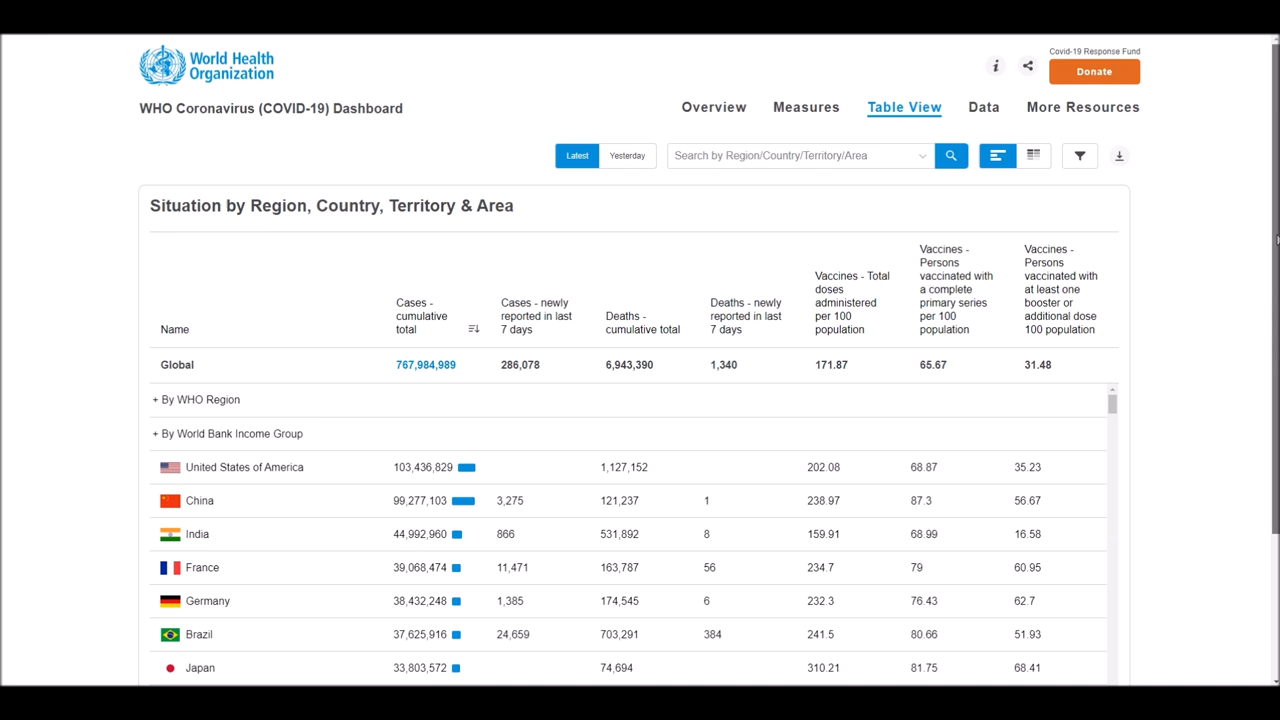 World Health
Organization
Covid-19 Response Fund
Donate
WHO Coronavirus (COVID-19) Dashboard
Overview Measures Table View Data More Resources
Latest Yesterday Search by Region/Country/Territory/Area
Situation by Region, Country, Territory & Area
Name
Cases -
cumulative
total
Cases - newly
reported in last
7 days
Deaths -
cumulative total
Deaths - newly
reported in last
7 days
Vaccines - Total
doses
administered
per 100
population
Vaccines -
Persons
vaccinated with
a complete
primary series
per 100
population
Vaccines -
Persons
vaccinated with
at least one
booster or
additional dose
100 population
Global 767,984,989 286,078 6,943,390 1,340 171.87 65.67 31.48
+ By WHO Region
+ By World Bank Income Group
United States of America 103,436,829 1,127,152 202.08 68.87 35.23
China 99,277,103 3,275 121,237 1 238.97 87.3 56.67
India 44,992,960 866 531,892 8 159.91 68.99 16.58
France 39,068,474 11,471 163,787 56 234.7 79 60.95
Germany 38,432,248 1,385 174,545 6 232.3 76.43 62.7
Brazil 37,625,916 24,659 703,291 384 241.5 80.66 51.93
Japan 33,803,572 74,694 310.21 81.75 68.41